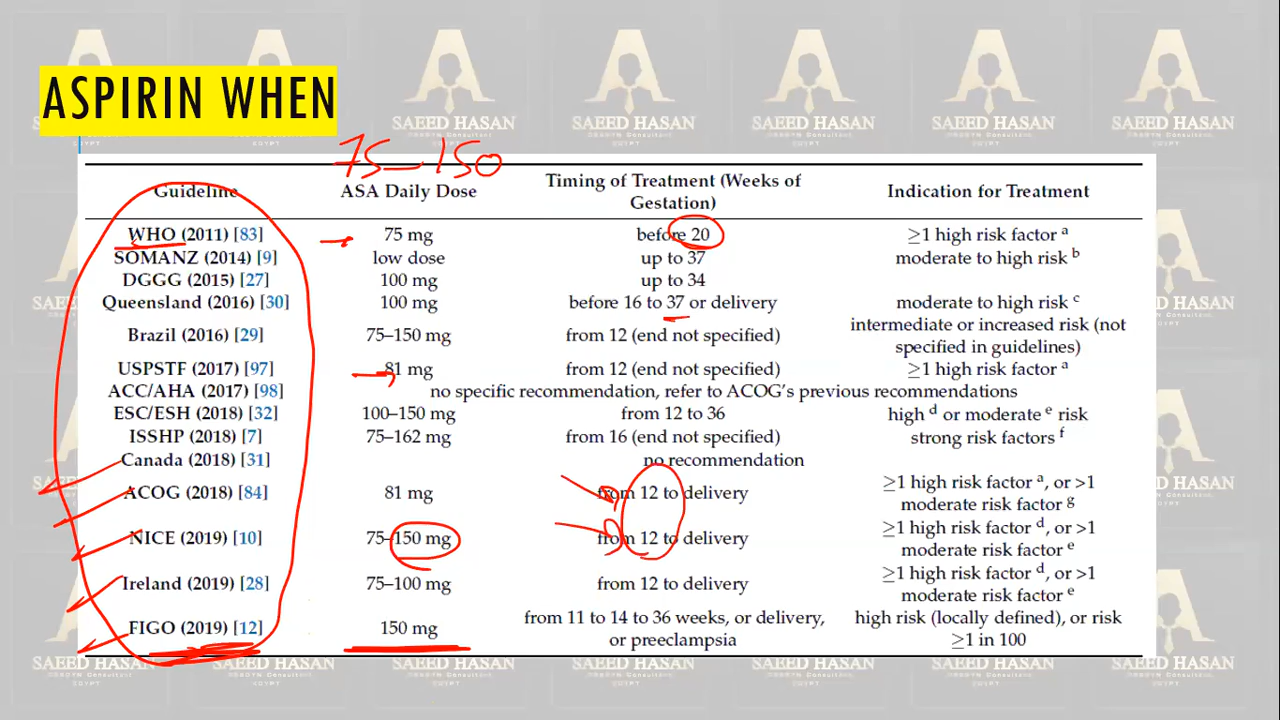 ASPIRIN WHEN
75-150
Guideline ASA Daily Dose Timing of Treatment (Weeks of Gestation) Indication for Treatment
WHO (2011) [83] 75 mg before 20 ≥1 high risk factor a
SOMANZ (2014) [9] low dose up to 37 moderate to high risk b
DGGG (2015) [27] 100 mg up to 34
Queensland (2016) [30] 100 mg before 16 to 37 or delivery moderate to high risk c
Brazil (2016) [29] 75–150 mg from 12 (end not specified) intermediate or increased risk (not specified in guidelines)
USPSTF (2017) [97] 81 mg from 12 (end not specified) ≥1 high risk factor a
ACC/AHA (2017) [98] no specific recommendation, refer to ACOG's previous recommendations
ESC/ESH (2018) [32] 100–150 mg from 12 to 36 high d or moderate e risk
ISSHP (2018) [7] 75–162 mg from 16 (end not specified) strong risk factors f
Canada (2018) [31] no recommendation
ACOG (2018) [84] 81 mg from 12 to delivery ≥1 high risk factor a, or >1 moderate risk factor g
NICE (2019) [10] 75–150 mg from 12 to delivery ≥1 high risk factor d, or >1 moderate risk factor e
Ireland (2019) [28] 75–100 mg from 12 to delivery ≥1 high risk factor d, or >1 moderate risk factor e
FIGO (2019) [12] 150 mg from 11 to 14 to 36 weeks, or delivery, or preeclampsia high risk (locally defined), or risk ≥1 in 100
SAEED HASAN
OBGGYN Consultant
EGYPT